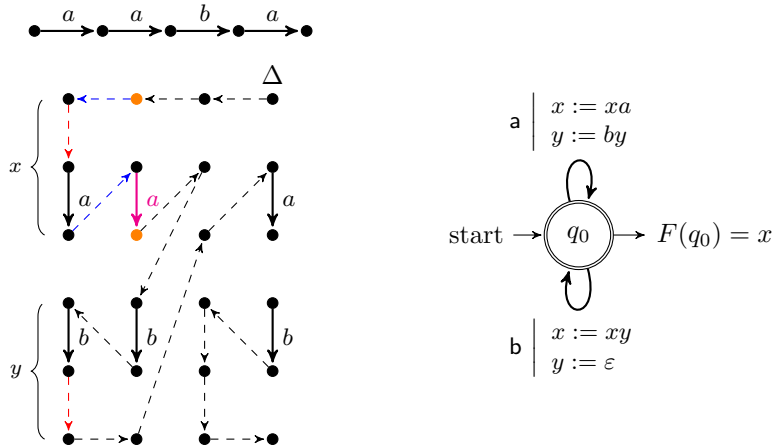 a a b a
Δ
x
a a a
y
b b b
a x := xa
y := by
start q₀ F(q₀) = x
b x := xy
y := ε